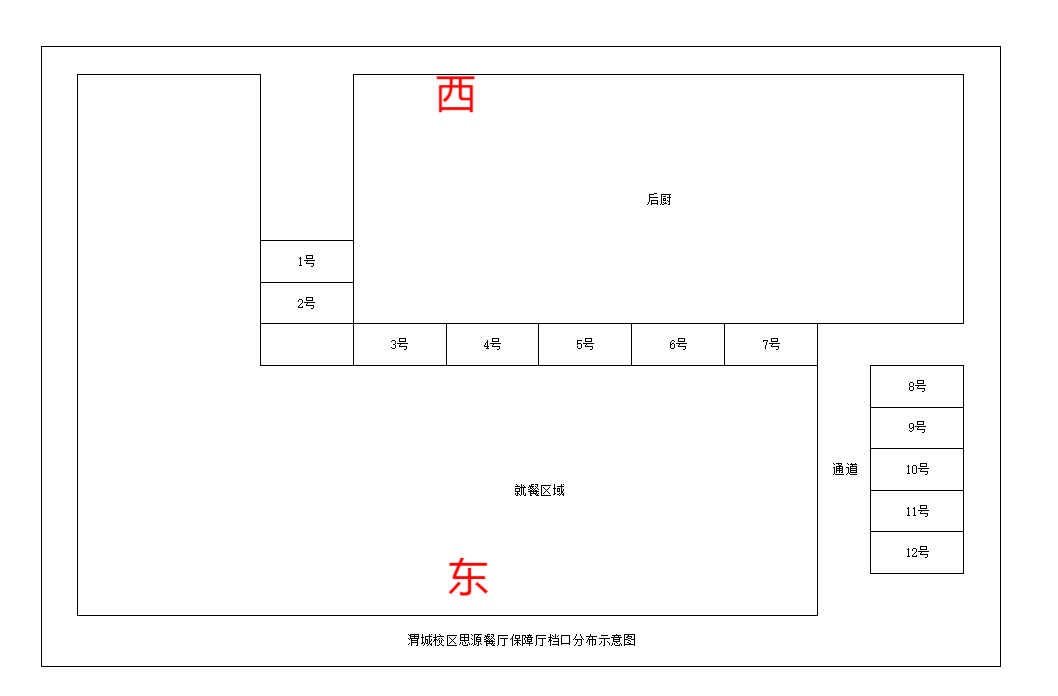 西
后厨
1号
2号
3号 4号 5号 6号 7号
8号
9号
通道 10号
就餐区域
11号
12号
东
渭城校区思源餐厅保障厅档口分布示意图